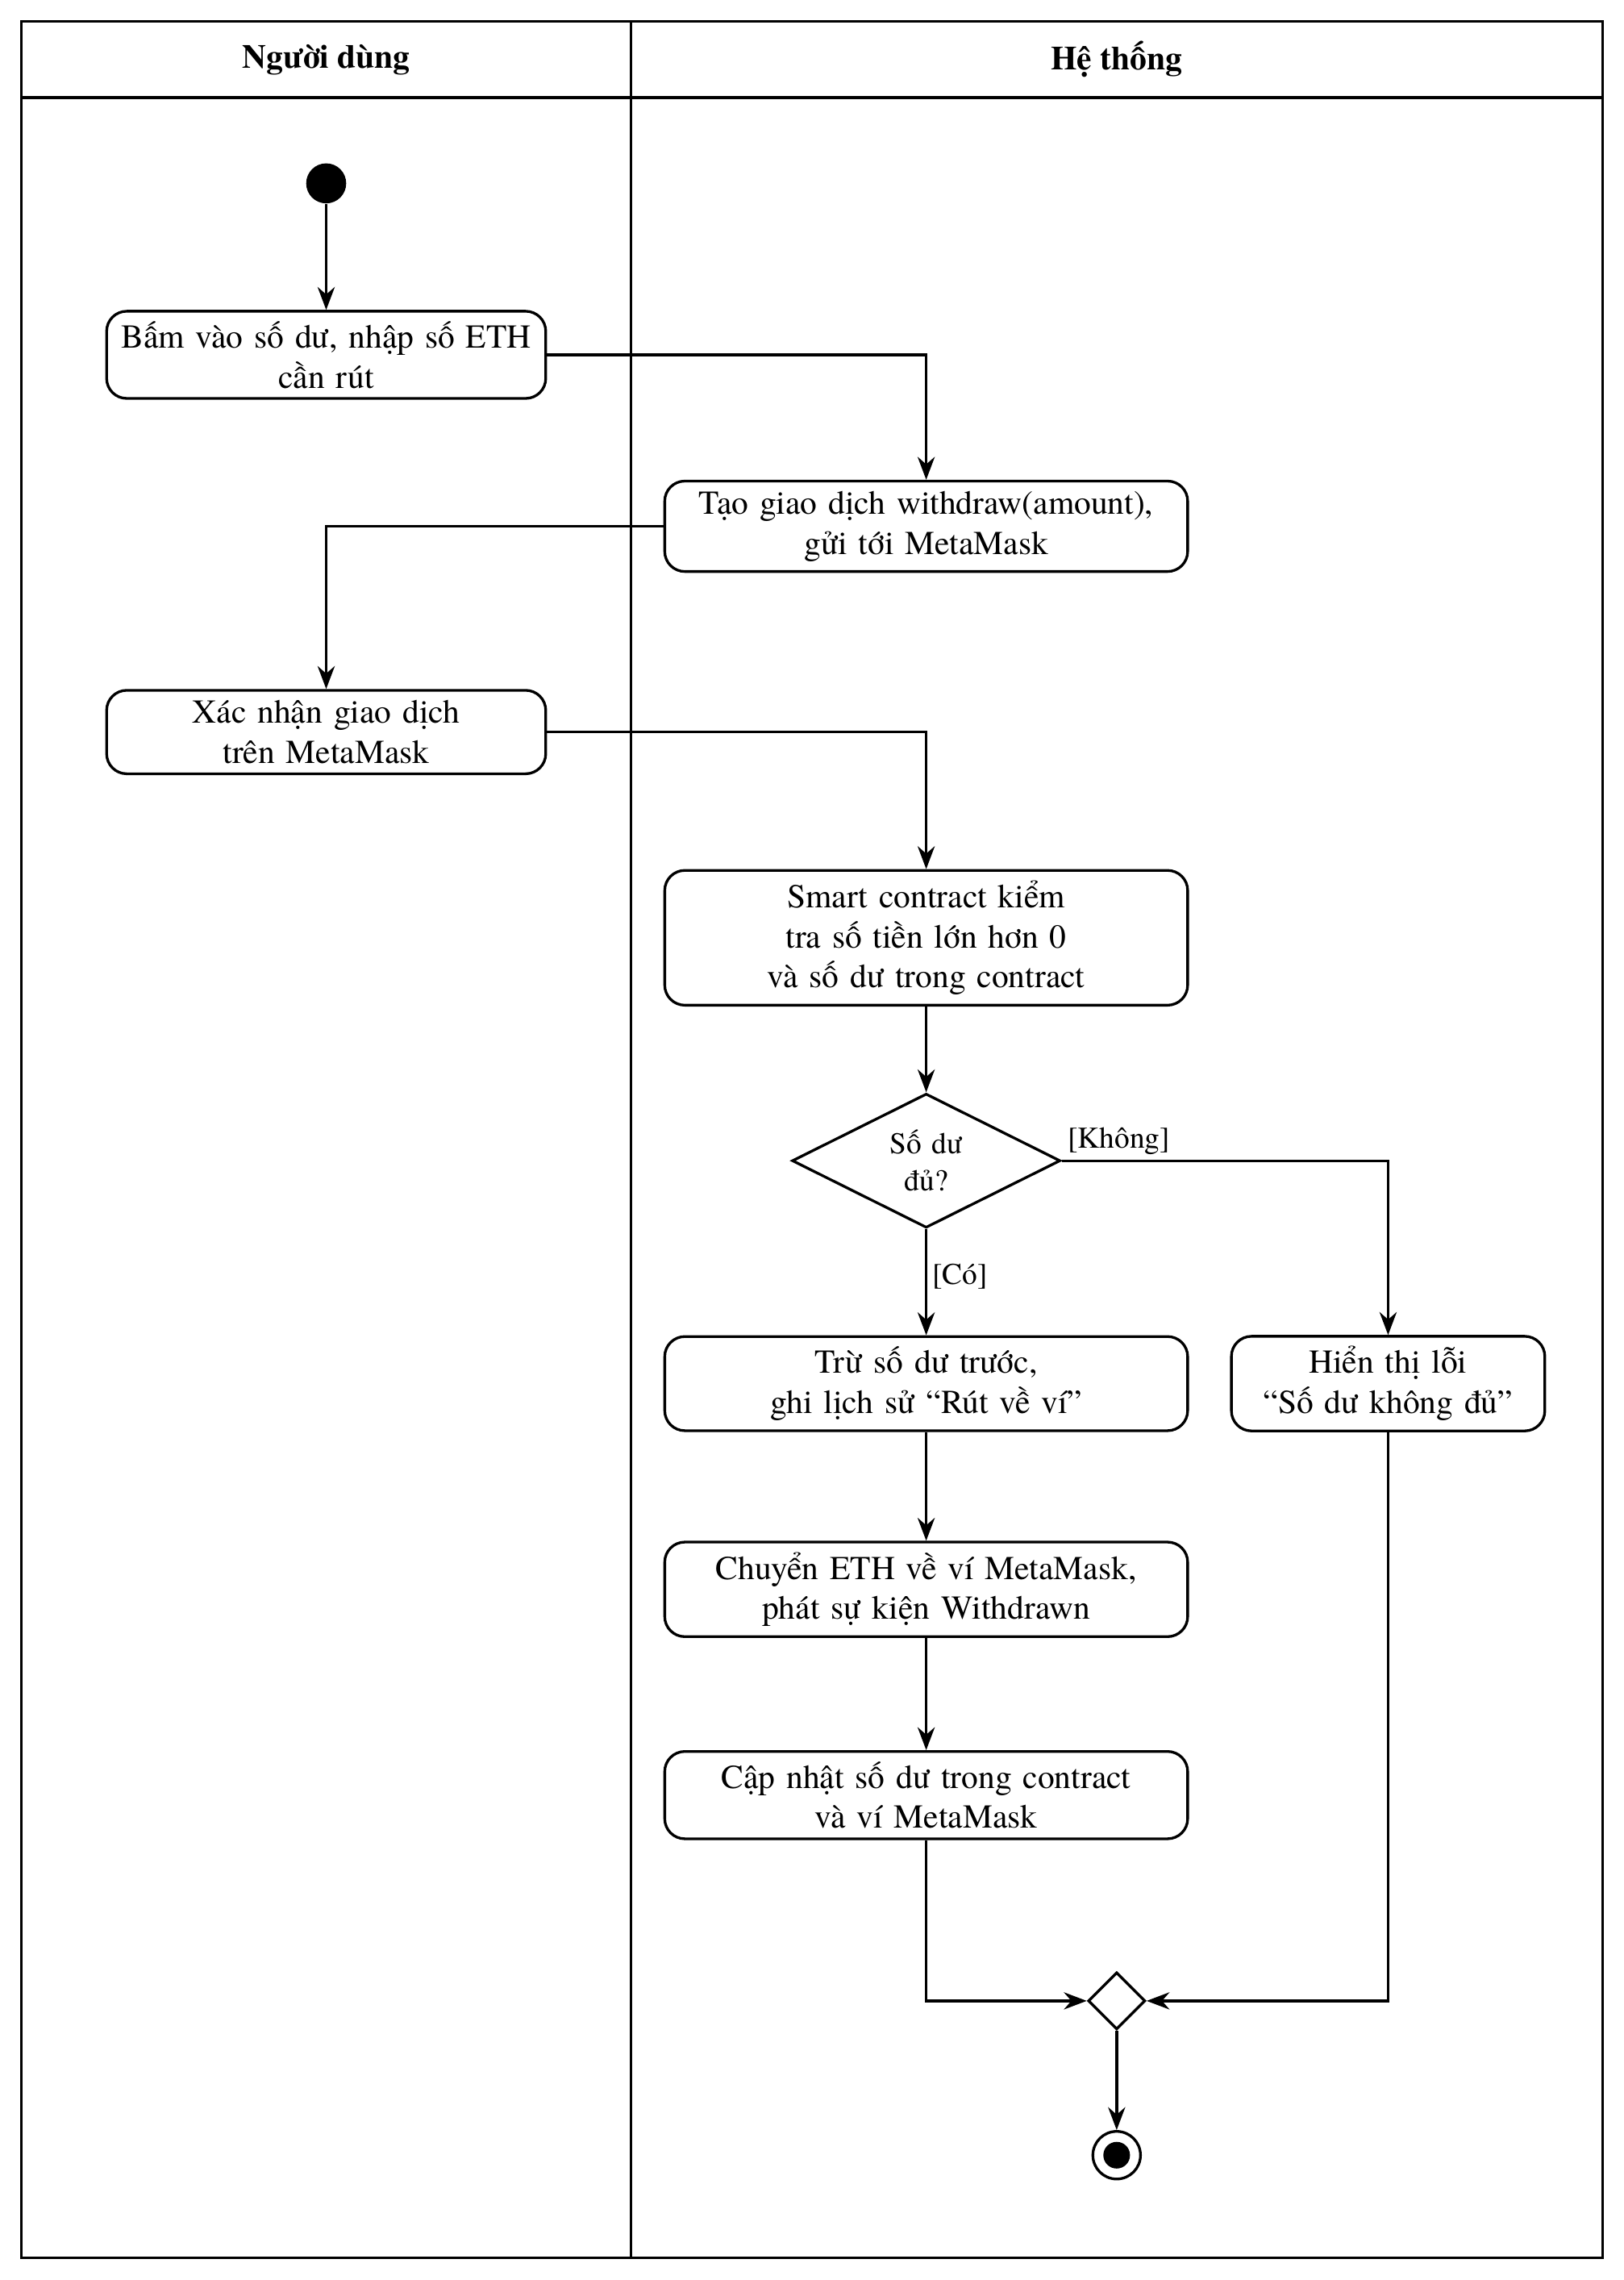 Người dùng
Hệ thống
Bấm vào số dư, nhập số ETH
cần rút
Tạo giao dịch withdraw(amount),
gửi tới MetaMask
Xác nhận giao dịch
trên MetaMask
Smart contract kiểm
tra số tiền lớn hơn 0
và số dư trong contract
Số dư
đủ?
[Không]
[Có]
Trừ số dư trước,
ghi lịch sử “Rút về ví”
Hiển thị lỗi
“Số dư không đủ”
Chuyển ETH về ví MetaMask,
phát sự kiện Withdrawn
Cập nhật số dư trong contract
và ví MetaMask